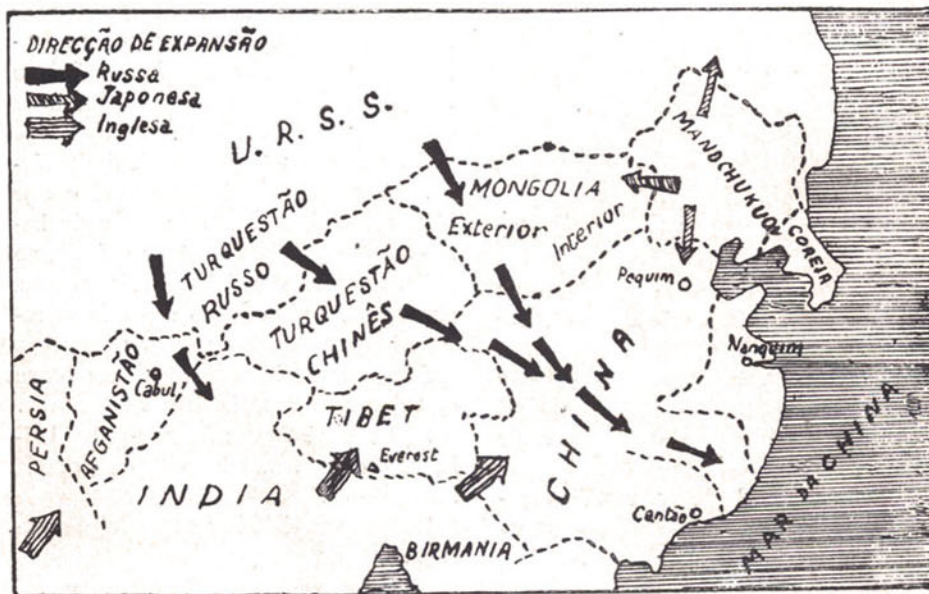 DIRECÇÃO DE EXPANSÃO
Russa
Japonesa
Inglesa
U.R.S.S.
MANDCHUKUO
COREIA
MONGOLIA
Exterior
Interior
TURQUESTÃO
RUSSO
TURQUESTÃO
CHINÊS
Pequim
CHINA
Nanquim
PERSIA
AFGANISTÃO
Cabul
TIBET
Everest
INDIA
Cantão
BIRMANIA
MAR DA CHINA